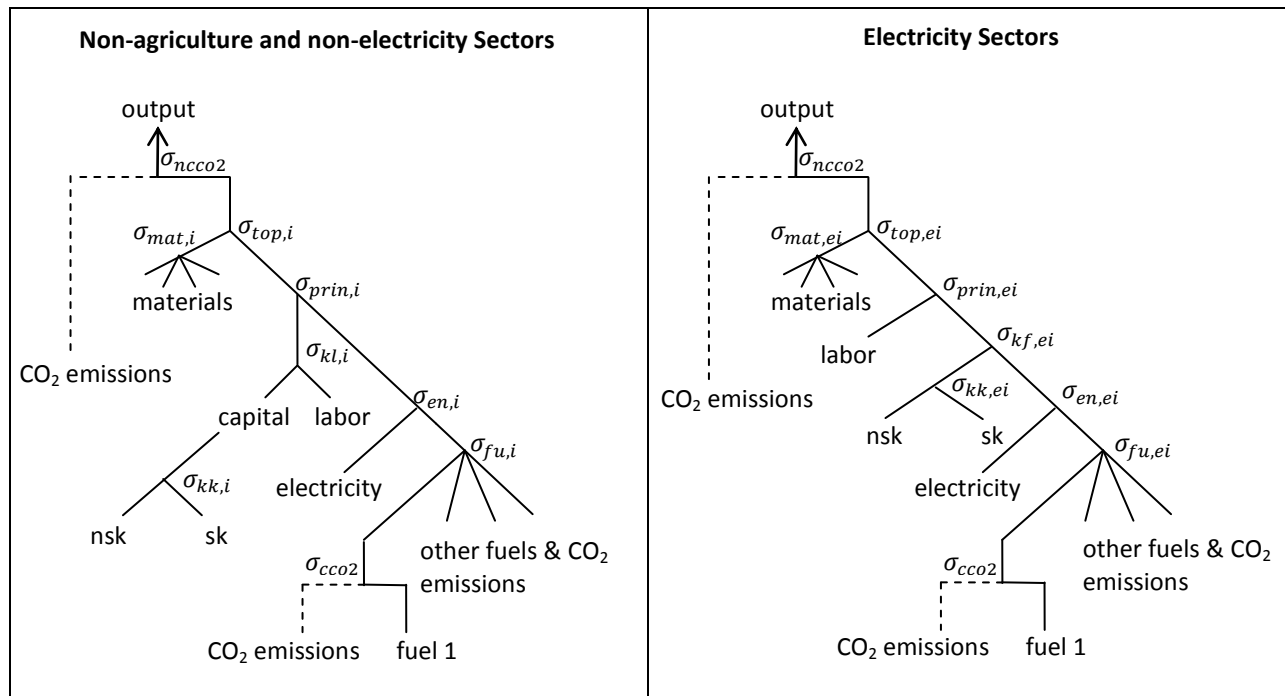 Non-agriculture and non-electricity Sectors
output
σ_ncco2
σ_mat,i
σ_top,i
materials
σ_prin,i
σ_kl,i
CO₂ emissions
capital
labor
σ_en,i
σ_kk,i
electricity
σ_fu,i
nsk
sk
other fuels & CO₂
emissions
σ_cco2
CO₂ emissions
fuel 1
Electricity Sectors
output
σ_ncco2
σ_mat,ei
σ_top,ei
materials
σ_prin,ei
labor
σ_kf,ei
CO₂ emissions
σ_kk,ei
σ_en,ei
nsk
sk
electricity
σ_fu,ei
other fuels & CO₂
emissions
σ_cco2
CO₂ emissions
fuel 1